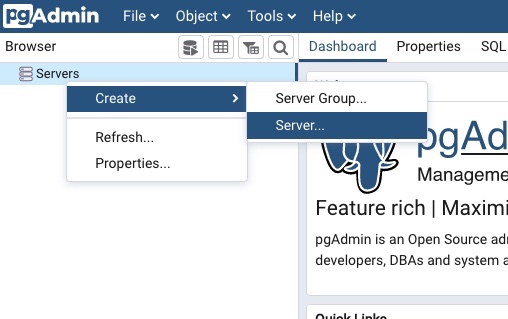 pgAdmin File Object Tools Help
Browser Dashboard Properties SQL
Servers
Create Server Group...
Server...
Refresh...
Properties...
pgAd
Manageme
Feature rich | Maximi
pgAdmin is an Open Source ad
developers, DBAs and system a
Quick Links